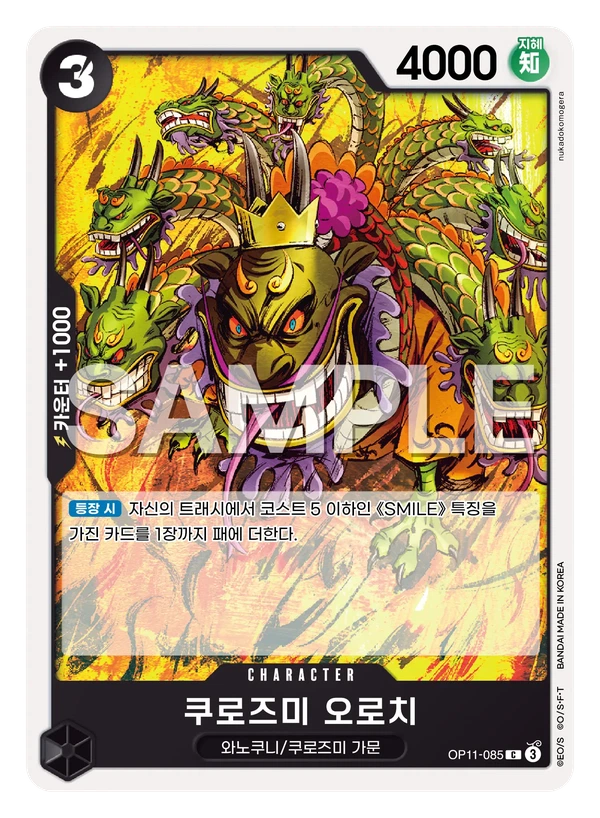 3
4000
지혜
知
nukadokomogera
카운터 +1000
SAMPLE
등장 시 자신의 트래시에서 코스트 5 이하인 《SMILE》 특징을
가진 카드를 1장까지 패에 더한다.
CHARACTER
쿠로즈미 오로치
와노쿠니/쿠로즈미 가문
OP11-085 C 3
©EO/S ©O/S·F·T BANDAI MADE IN KOREA